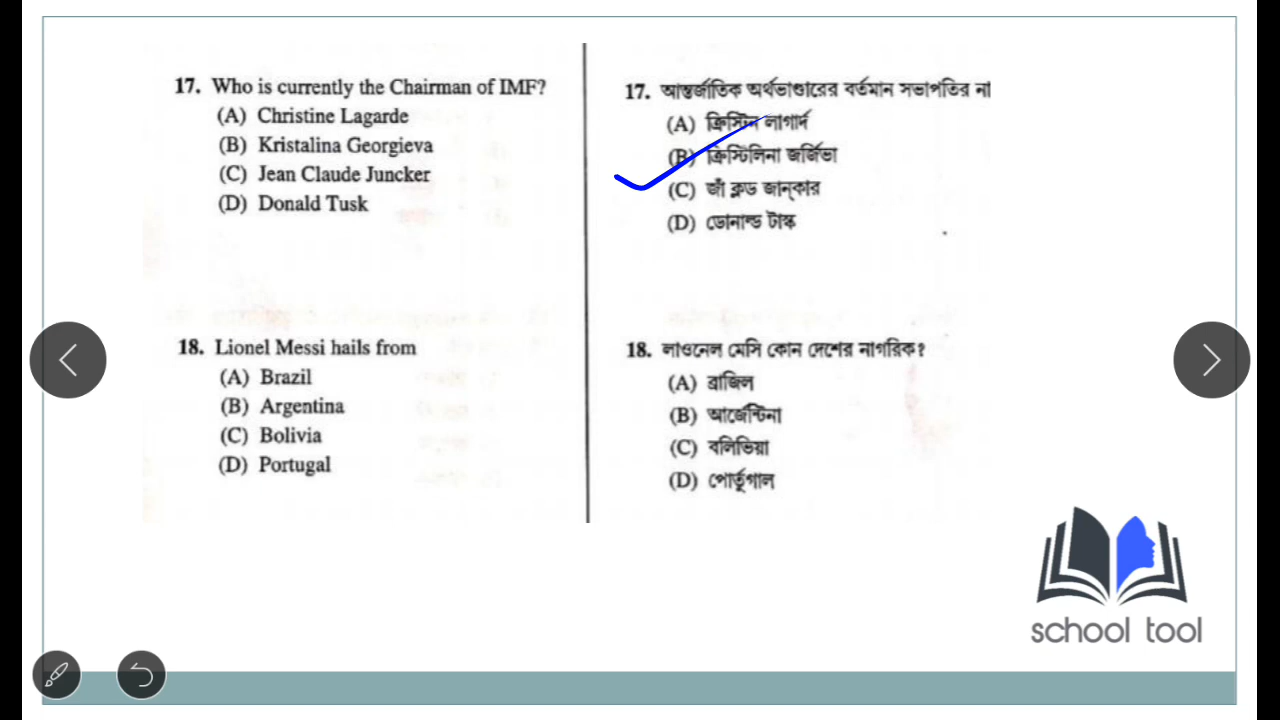 17. Who is currently the Chairman of IMF?
(A) Christine Lagarde
(B) Kristalina Georgieva
(C) Jean Claude Juncker
(D) Donald Tusk
18. Lionel Messi hails from
(A) Brazil
(B) Argentina
(C) Bolivia
(D) Portugal
17. আন্তর্জাতিক অর্থভাণ্ডারের বর্তমান সভাপতির না
(A) ক্রিস্টিন লাগার্দ
(B) ক্রিস্টিলিনা জর্জিভা
(C) জাঁ ক্লড জান্‌কার
(D) ডোনাল্ড টাস্ক
18. লাওনেল মেসি কোন দেশের নাগরিক?
(A) ব্রাজিল
(B) আর্জেন্টিনা
(C) বলিভিয়া
(D) পোর্তুগাল
school tool